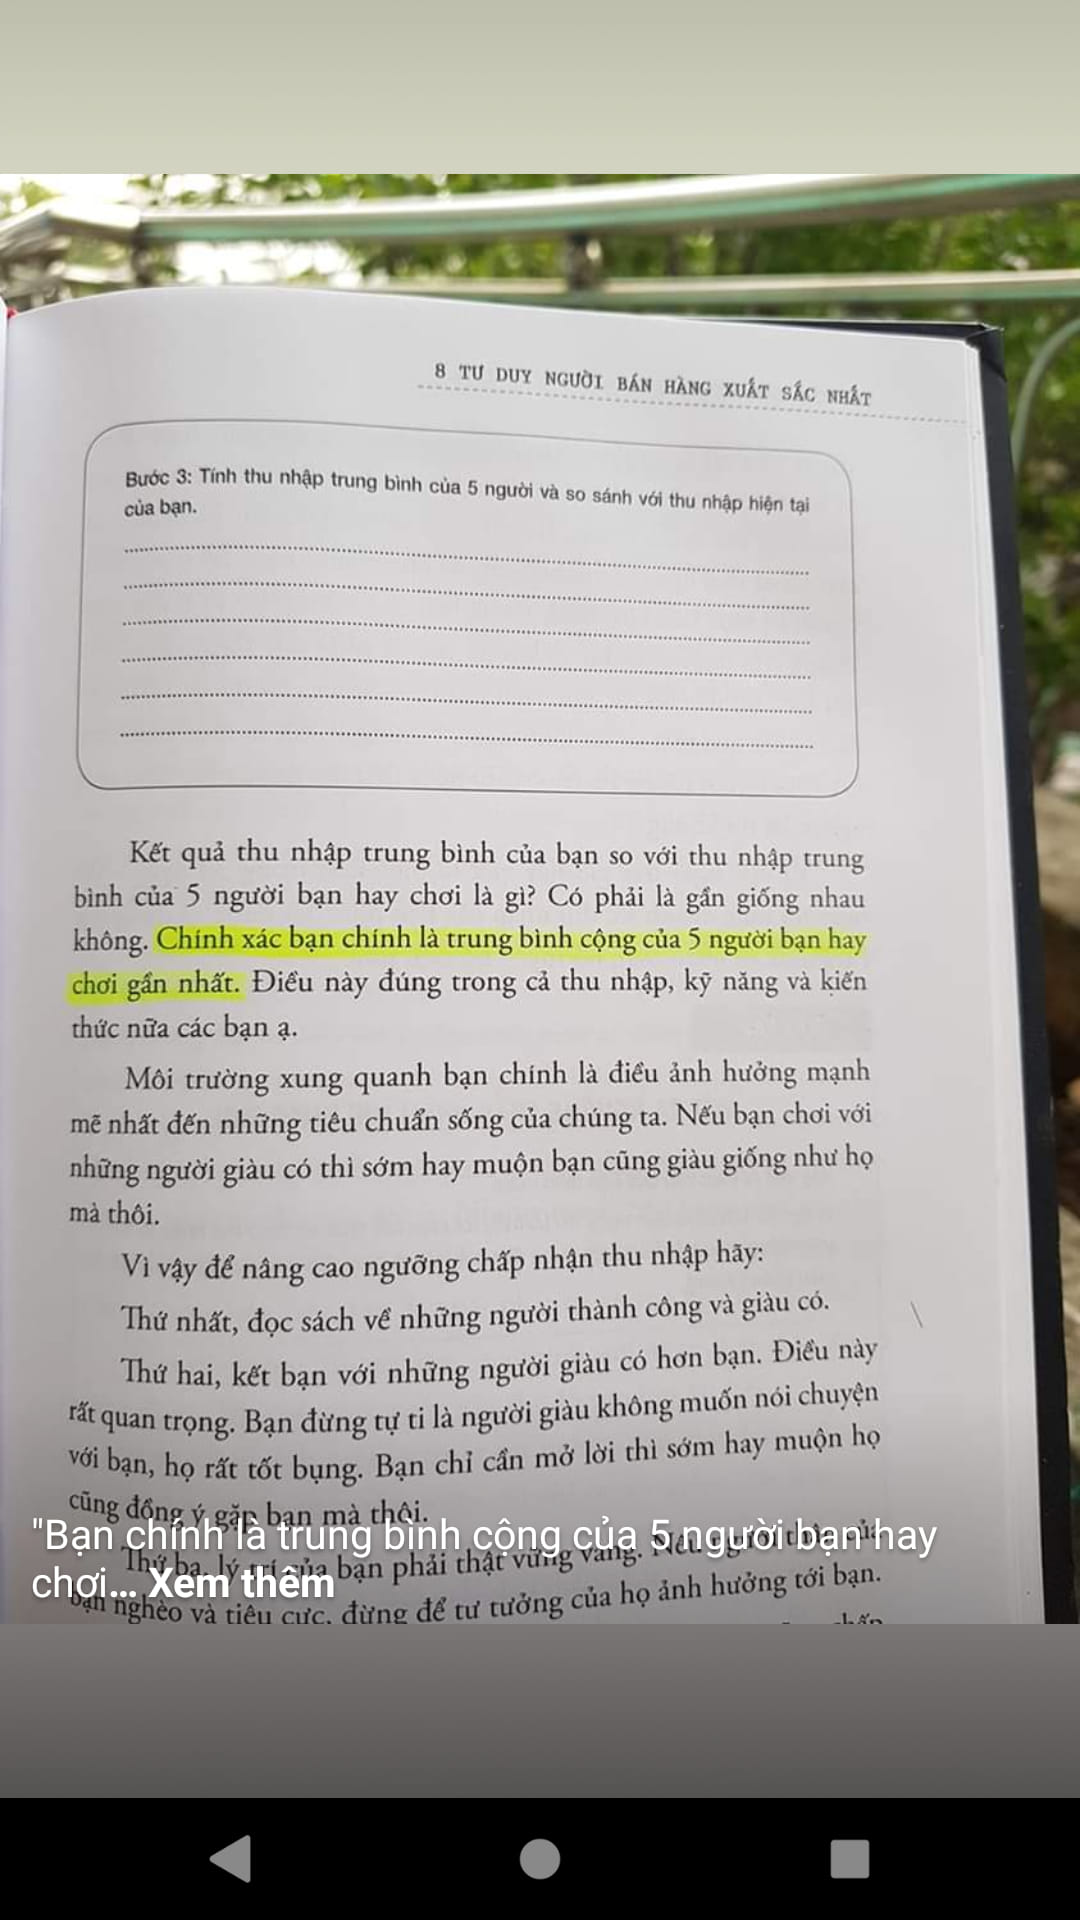 8 TƯ DUY NGƯỜI BÁN HÀNG XUẤT SẮC NHẤT
Bước 3: Tính thu nhập trung bình của 5 người và so sánh với thu nhập hiện tại
của bạn.
Kết quả thu nhập trung bình của bạn so với thu nhập trung
bình của 5 người bạn hay chơi là gì? Có phải là gần giống nhau
không. Chính xác bạn chính là trung bình cộng của 5 người bạn hay
chơi gần nhất. Điều này đúng trong cả thu nhập, kỹ năng và kiến
thức nữa các bạn ạ.
Môi trường xung quanh bạn chính là điều ảnh hưởng mạnh
mẽ nhất đến những tiêu chuẩn sống của chúng ta. Nếu bạn chơi với
những người giàu có thì sớm hay muộn bạn cũng giàu giống như họ
mà thôi.
Vì vậy để nâng cao ngưỡng chấp nhận thu nhập hãy:
Thứ nhất, đọc sách về những người thành công và giàu có.
Thứ hai, kết bạn với những người giàu có hơn bạn. Điều này
rất quan trọng. Bạn đừng tự ti là người giàu không muốn nói chuyện
với bạn, họ rất tốt bụng. Bạn chỉ cần mở lời thì sớm hay muộn họ
cũng đồng ý gặp bạn mà thôi.
"Bạn chính là trung bình cộng của 5 người bạn hay
chơi... Xem thêm
Thứ ba, lý trí của bạn phải thật vững vàng. Nếu người thân của
bạn nghèo và tiêu cực, đừng để tư tưởng của họ ảnh hưởng tới bạn.